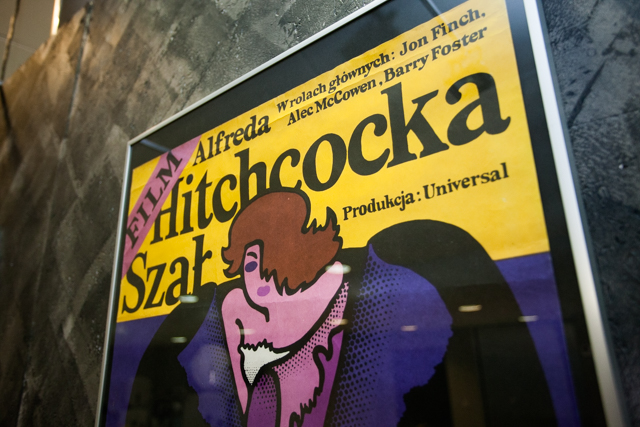 W rolach głównych: Jon Finch,
Alec McCowen, Barry Foster
FILM
Alfreda
Hitchcocka
Szał
Produkcja: Universal